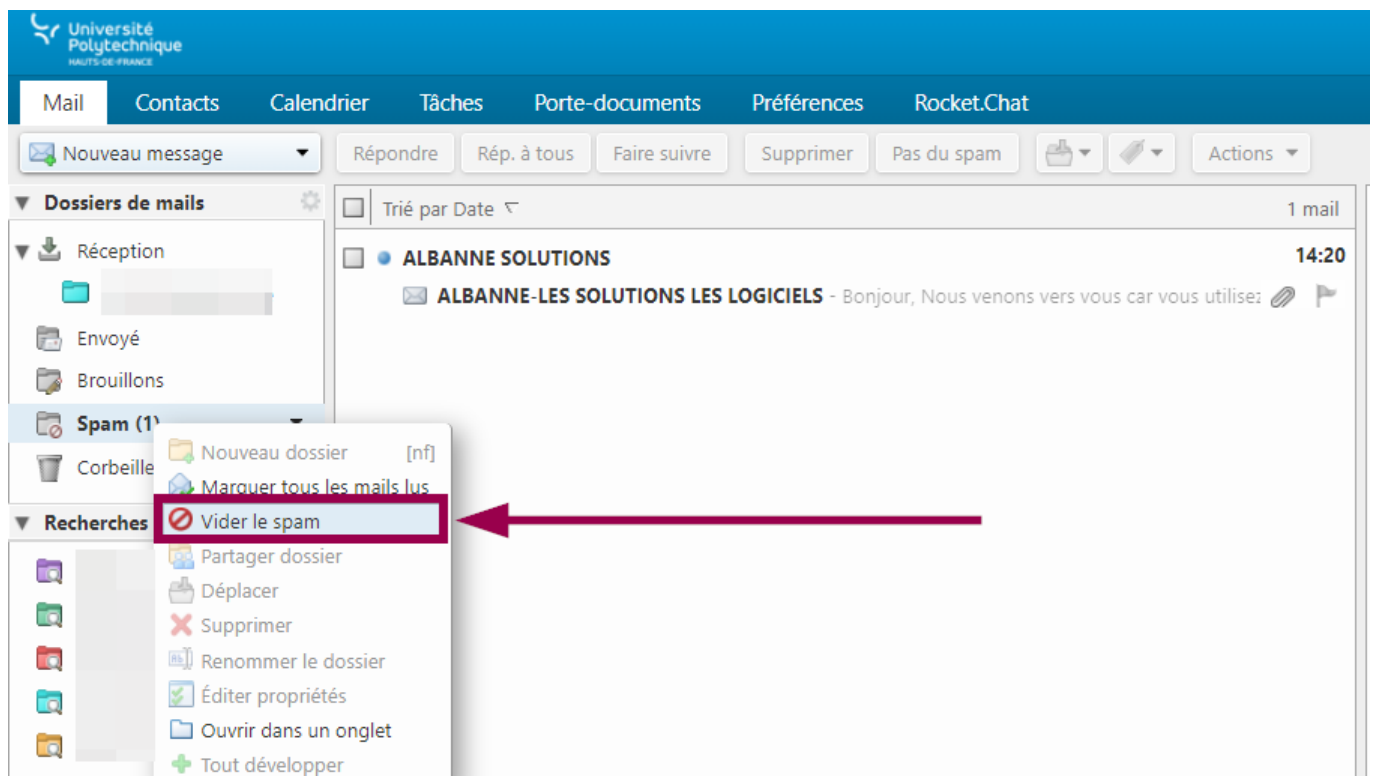 Université
Polytechnique
HAUTS-DE-FRANCE
Mail Contacts Calendrier Tâches Porte-documents Préférences Rocket.Chat
Nouveau message Répondre Rép. à tous Faire suivre Supprimer Pas du spam Actions
Dossiers de mails
Trié par Date 1 mail
Réception
ALBANNE SOLUTIONS 14:20
ALBANNE-LES SOLUTIONS LES LOGICIELS - Bonjour, Nous venons vers vous car vous utilisez
Envoyé
Brouillons
Spam (1)
Corbeille
Recherches
Nouveau dossier [nf]
Marquer tous les mails lus
Vider le spam
Partager dossier
Déplacer
Supprimer
Renommer le dossier
Éditer propriétés
Ouvrir dans un onglet
Tout développer